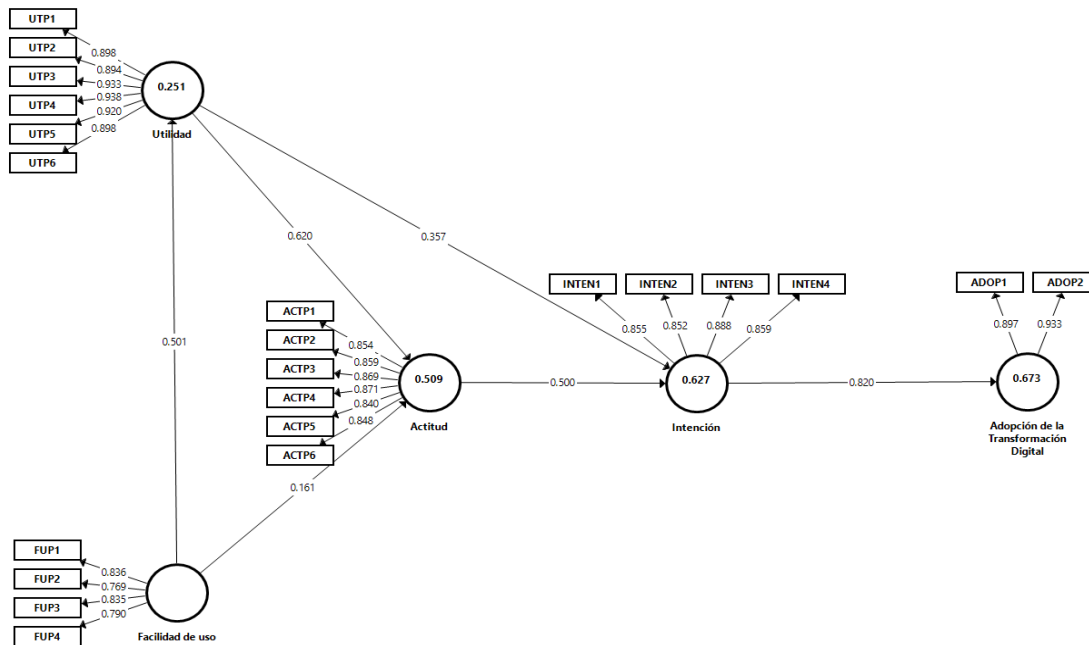 UTP1
UTP2
UTP3
UTP4
UTP5
UTP6
0.898
0.894
0.933
0.938
0.920
0.898
0.251
Utilidad
0.620
0.357
0.501
INTEN1
INTEN2
INTEN3
INTEN4
0.855
0.852
0.888
0.859
ADOP1
ADOP2
0.897
0.933
ACTP1
ACTP2
ACTP3
ACTP4
ACTP5
ACTP6
0.854
0.859
0.869
0.871
0.840
0.848
0.509
Actitud
0.500
0.627
Intención
0.820
0.673
Adopción de la
Transformación
Digital
0.161
FUP1
FUP2
FUP3
FUP4
0.836
0.769
0.835
0.790
Facilidad de uso